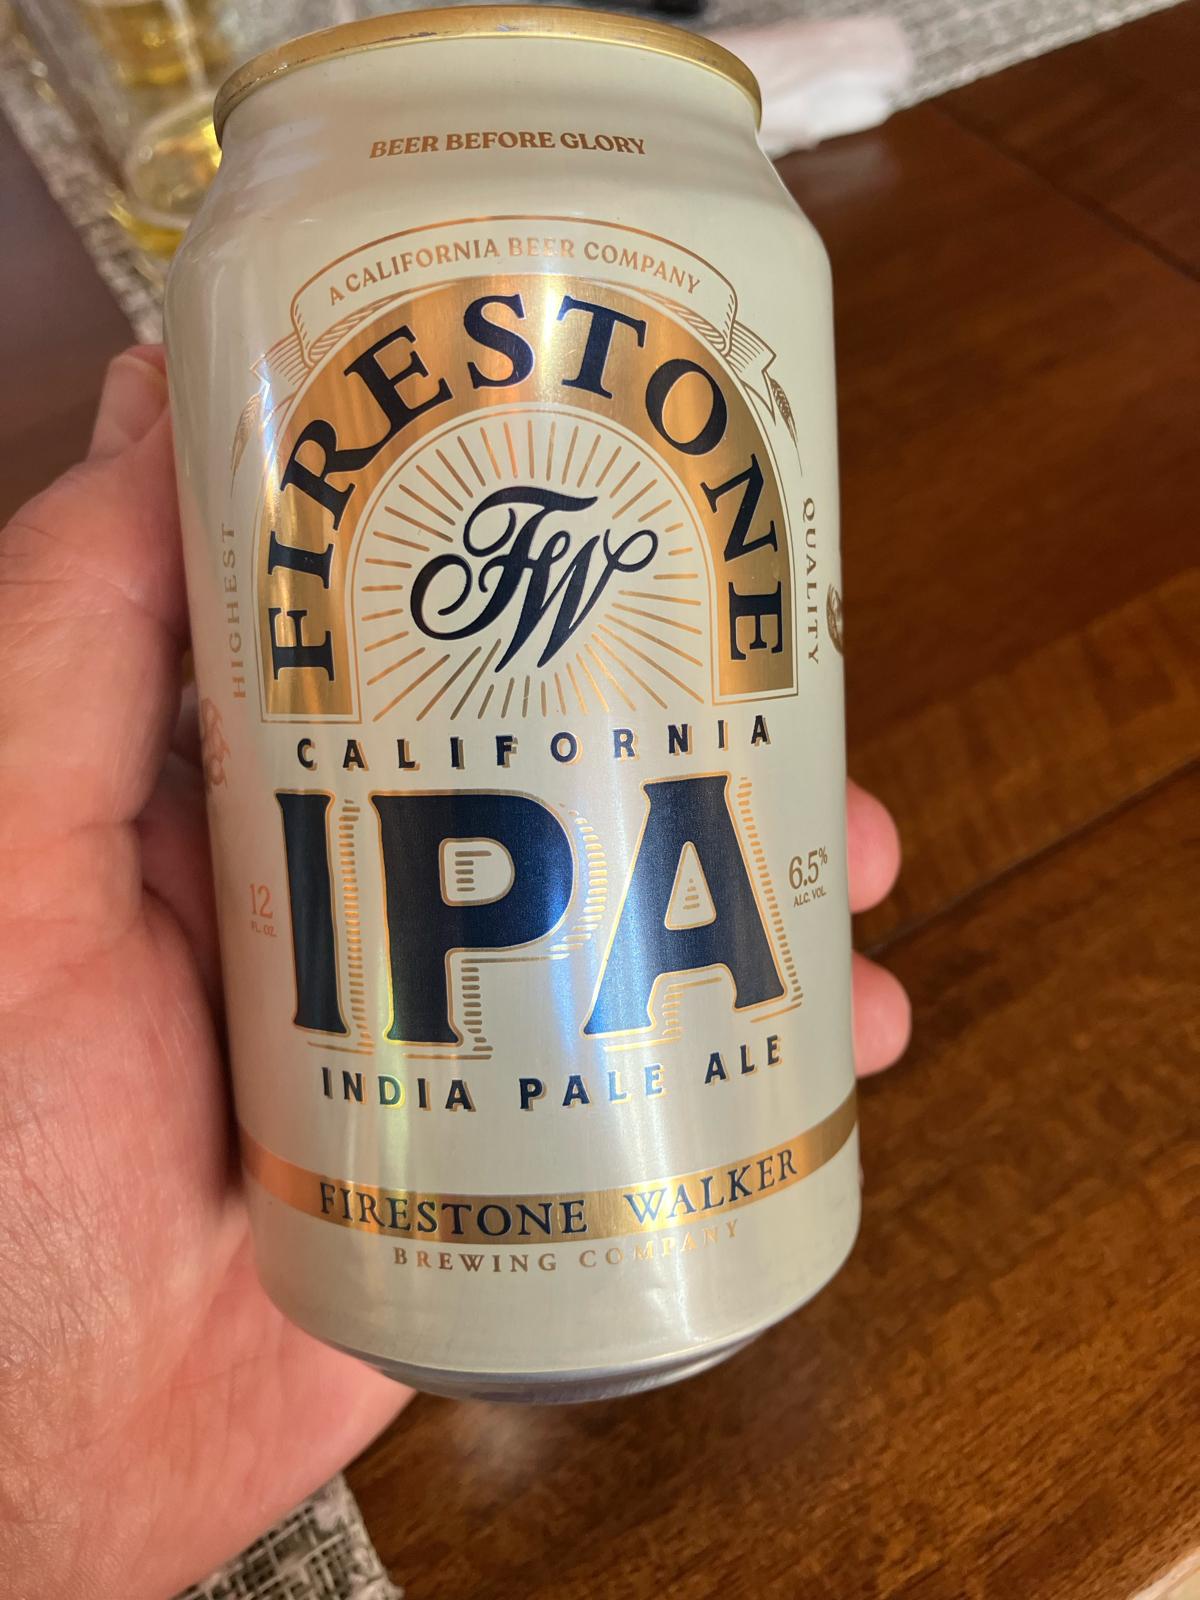 BEER BEFORE GLORY
A CALIFORNIA BEER COMPANY
FIRESTONE
FW
HIGHEST
QUALITY
CALIFORNIA
IPA
12
FL. OZ.
6.5%
ALC. VOL.
INDIA PALE ALE
FIRESTONE WALKER
BREWING COMPANY